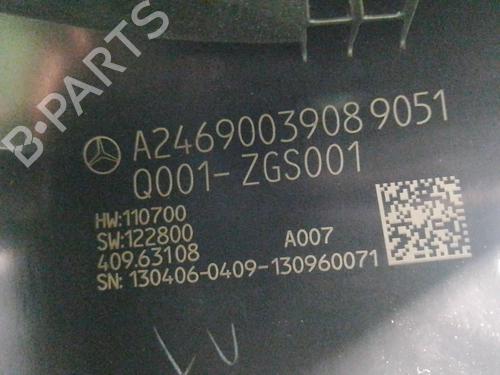 B-PARTS
A2469003908 9051
Q001-ZGS001
HW:110700
SW:122800
409.63108 A007
SN: 130406-0409-130960071